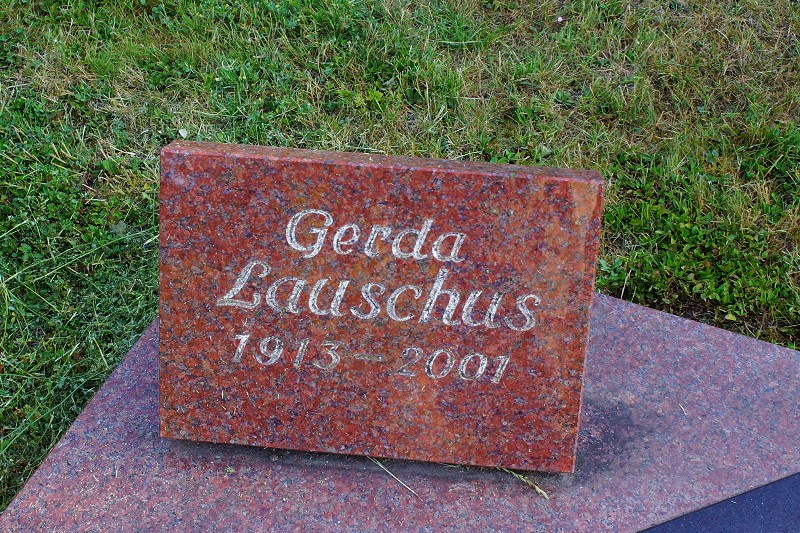 Gerda
Lauschus
1913 – 2001